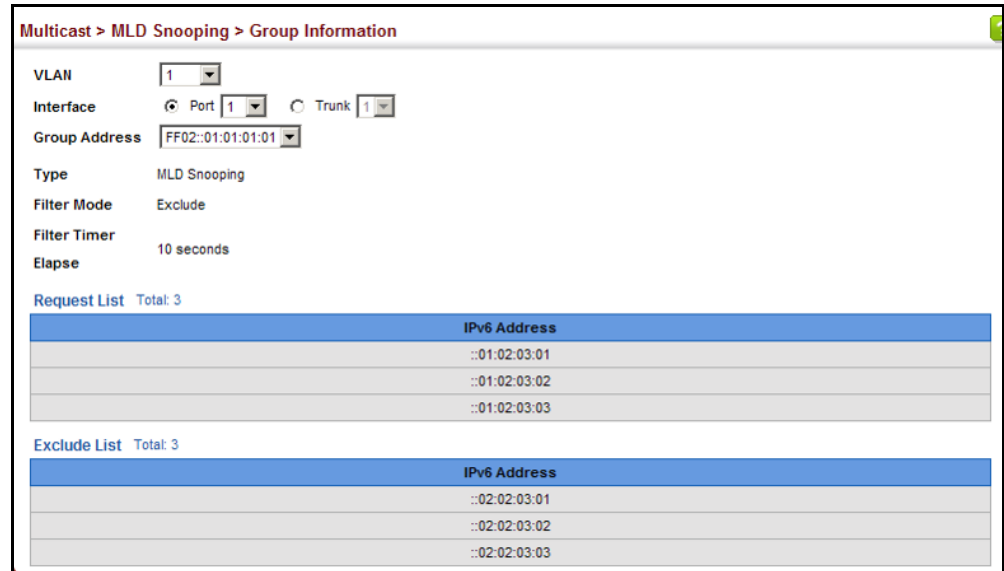 Multicast > MLD Snooping > Group Information
VLAN 1
Interface Port 1 Trunk 1
Group Address FF02::01:01:01:01
Type MLD Snooping
Filter Mode Exclude
Filter Timer Elapse 10 seconds
Request List Total: 3
IPv6 Address
::01:02:03:01
::01:02:03:02
::01:02:03:03
Exclude List Total: 3
IPv6 Address
::02:02:03:01
::02:02:03:02
::02:02:03:03